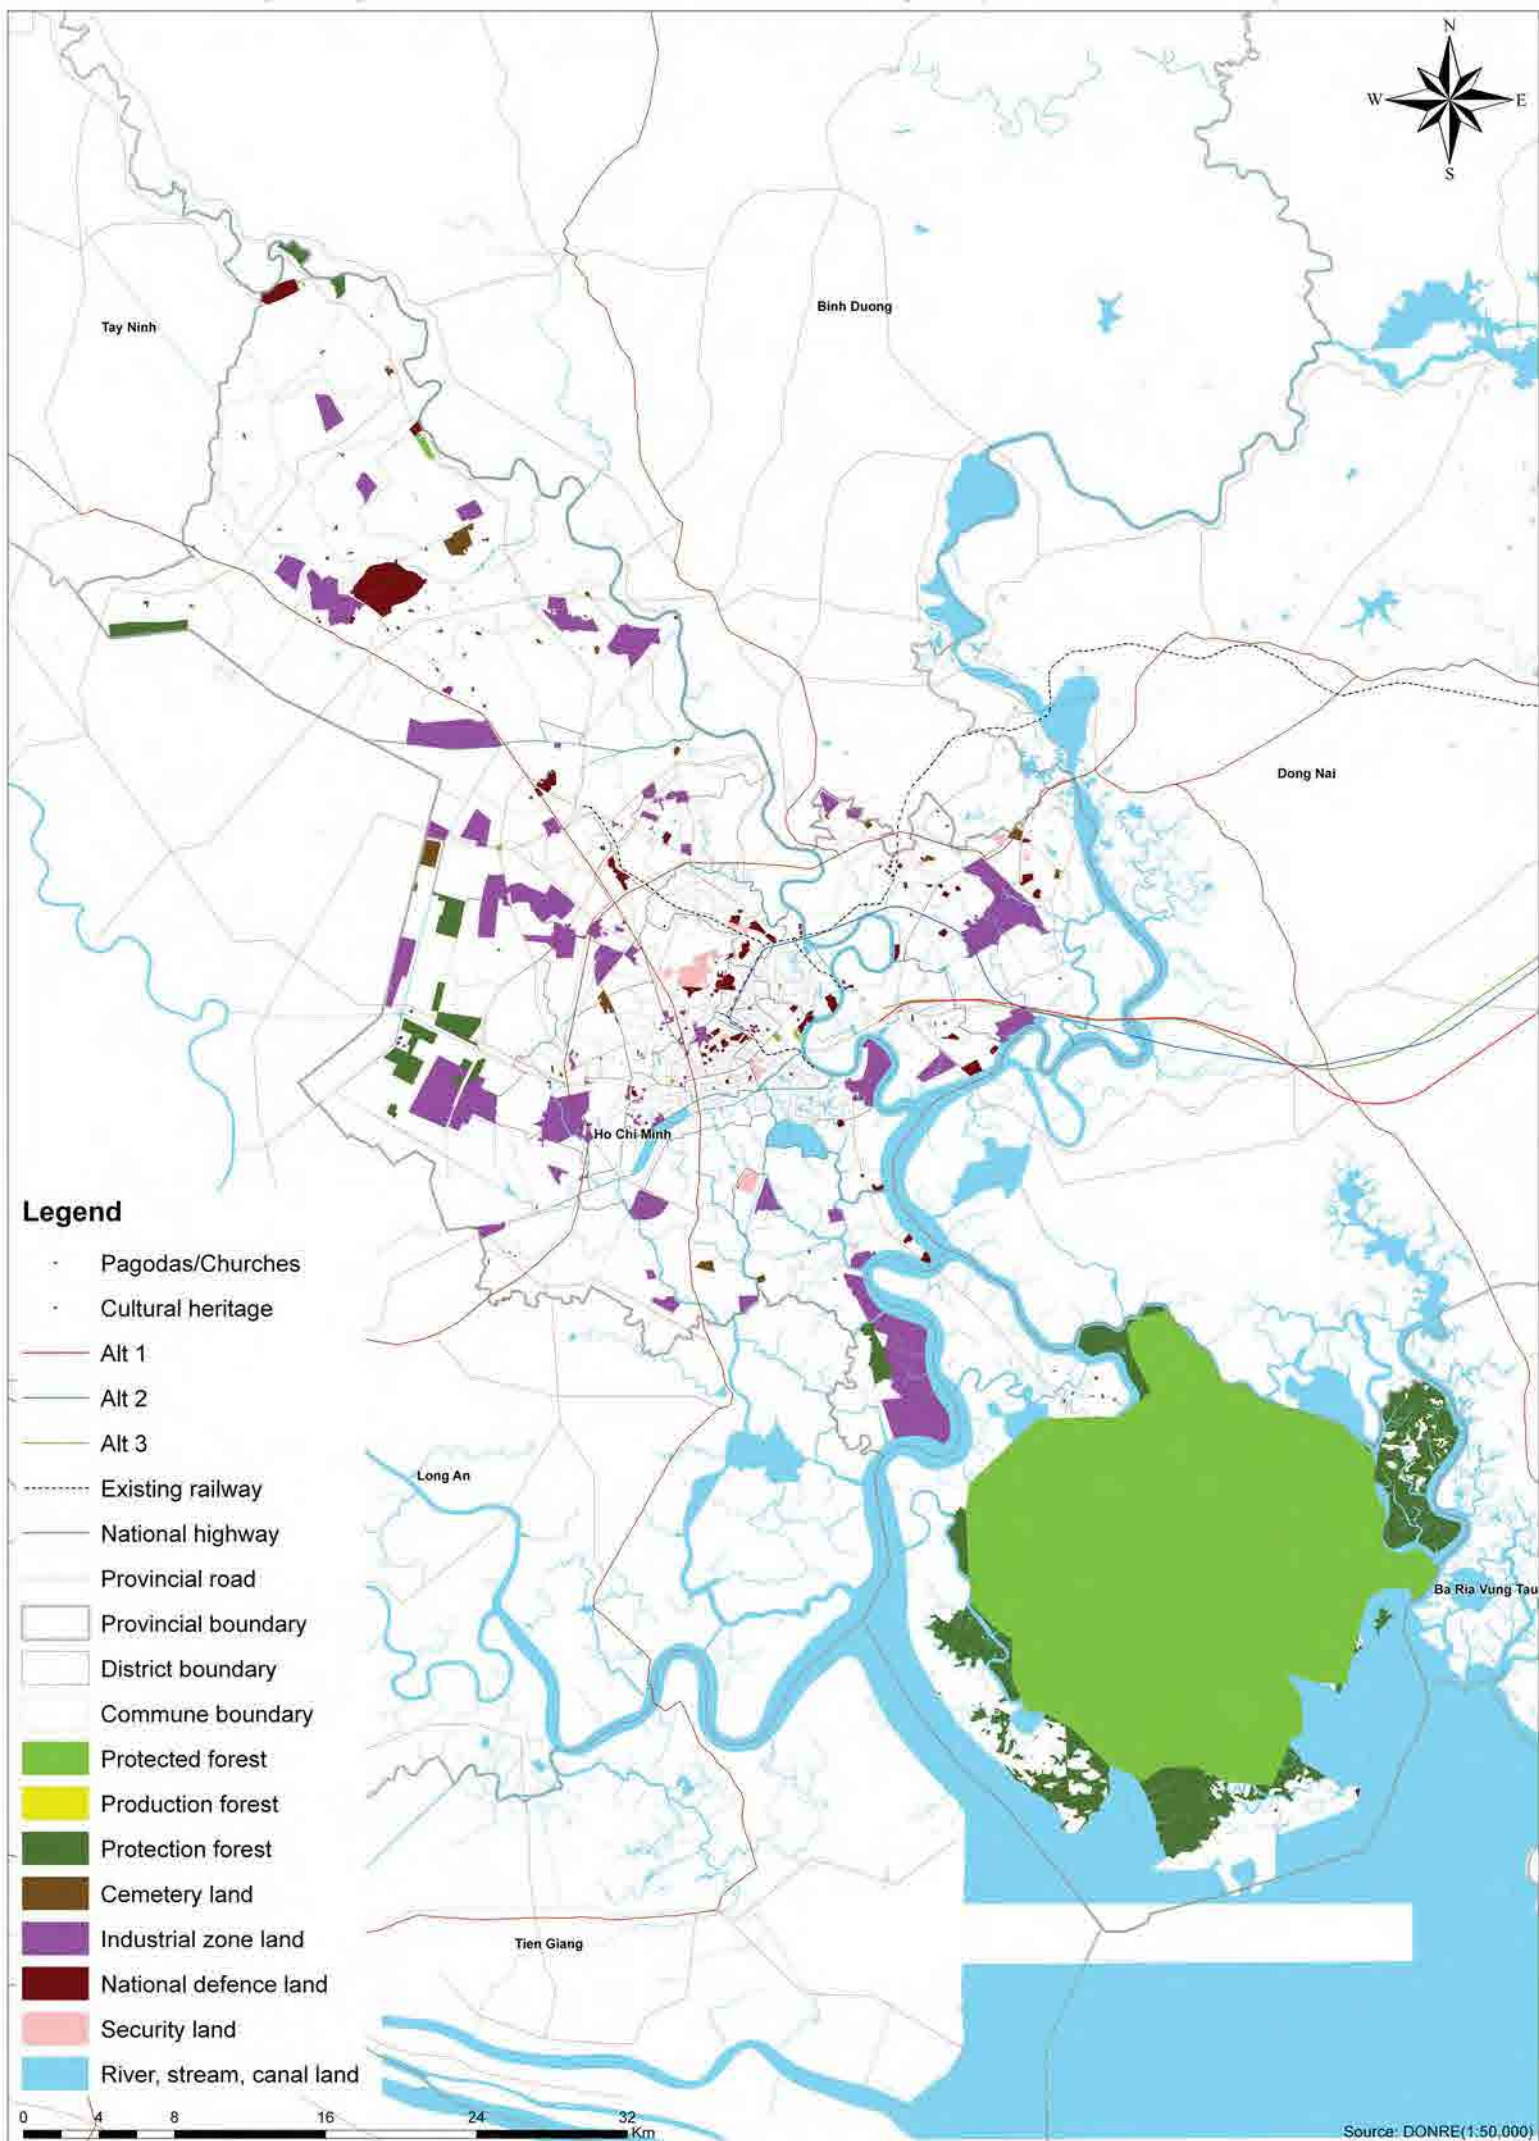 N
W
E
S
Tay Ninh
Binh Duong
Dong Nai
Ho Chi Minh
Long An
Ba Ria Vung Tau
Tien Giang
Legend
Pagodas/Churches
Cultural heritage
Alt 1
Alt 2
Alt 3
Existing railway
National highway
Provincial road
Provincial boundary
District boundary
Commune boundary
Protected forest
Production forest
Protection forest
Cemetery land
Industrial zone land
National defence land
Security land
River, stream, canal land
0 4 8 16 24 32
Km
Source: DONRE(1:50,000)